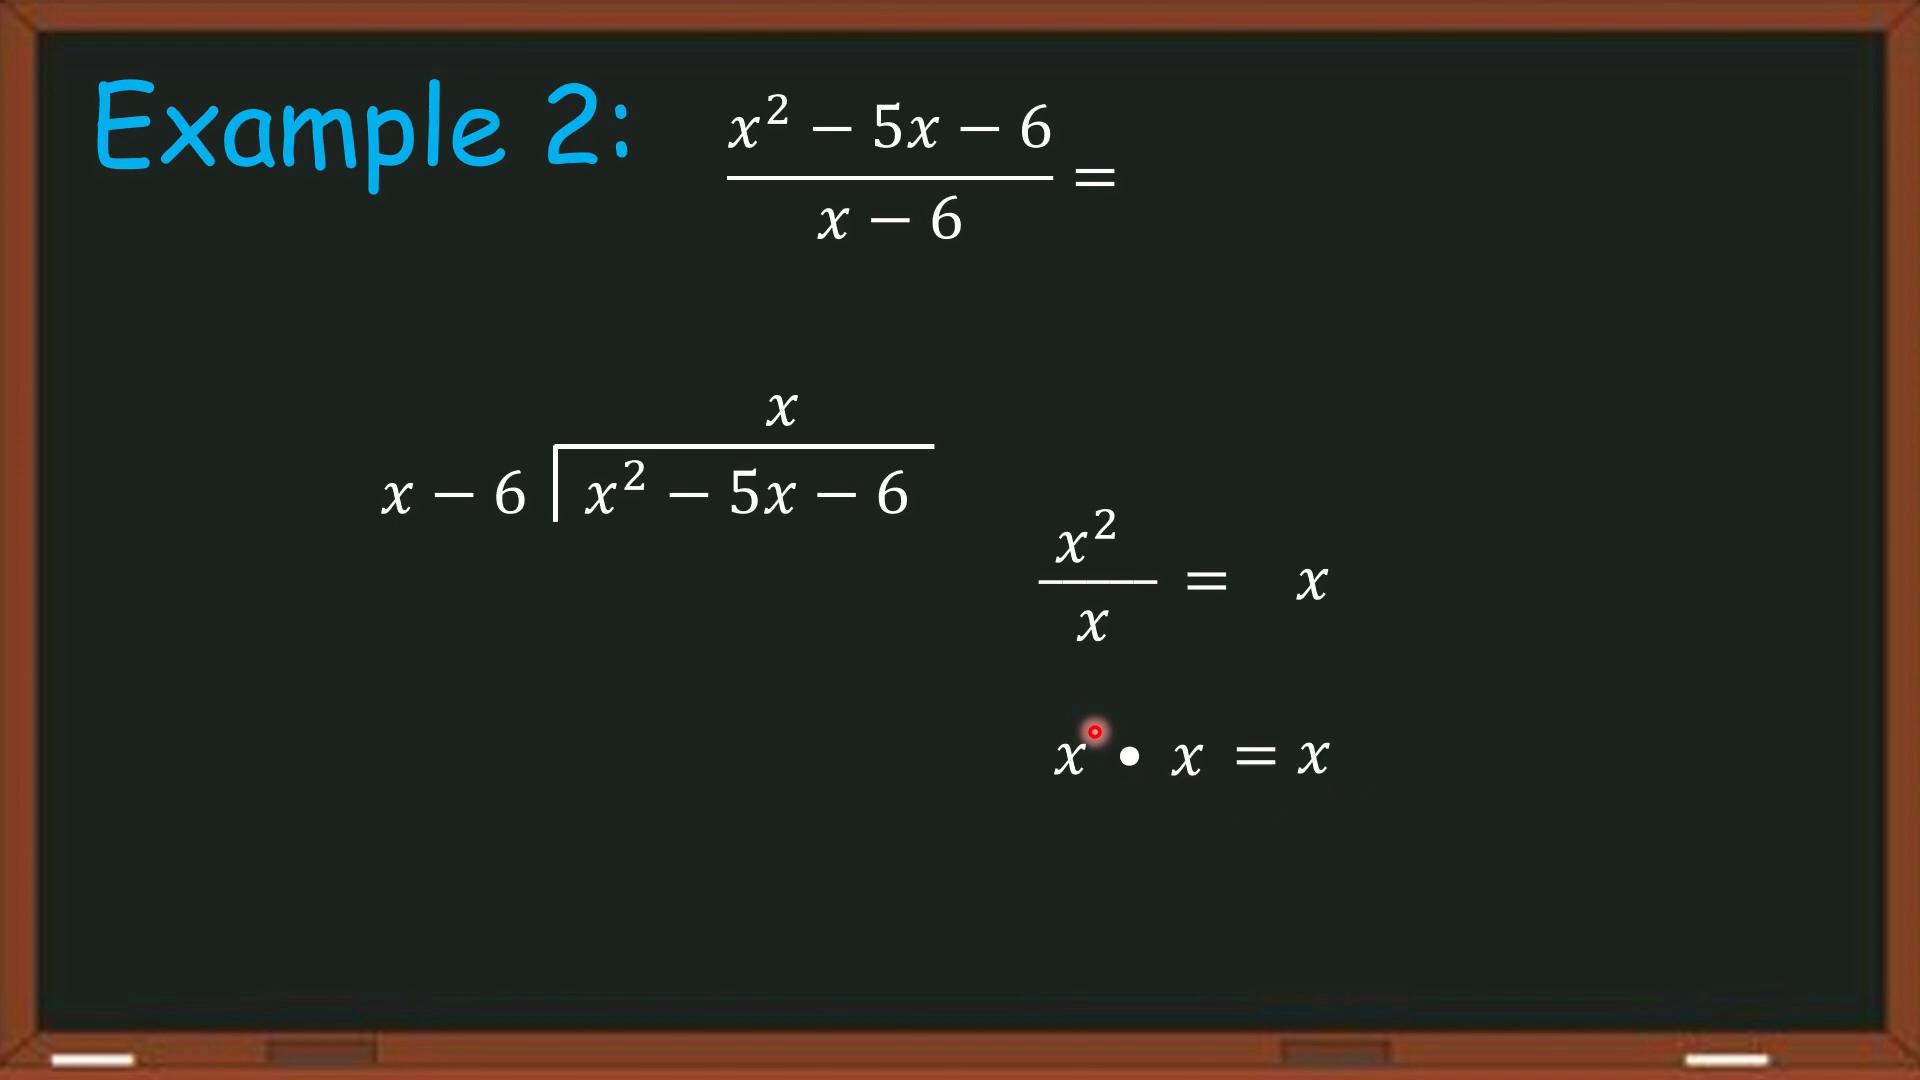 Example 2: x² − 5x − 6
x − 6 =
x
x − 6 x² − 5x − 6
x²
x = x
x • x = x